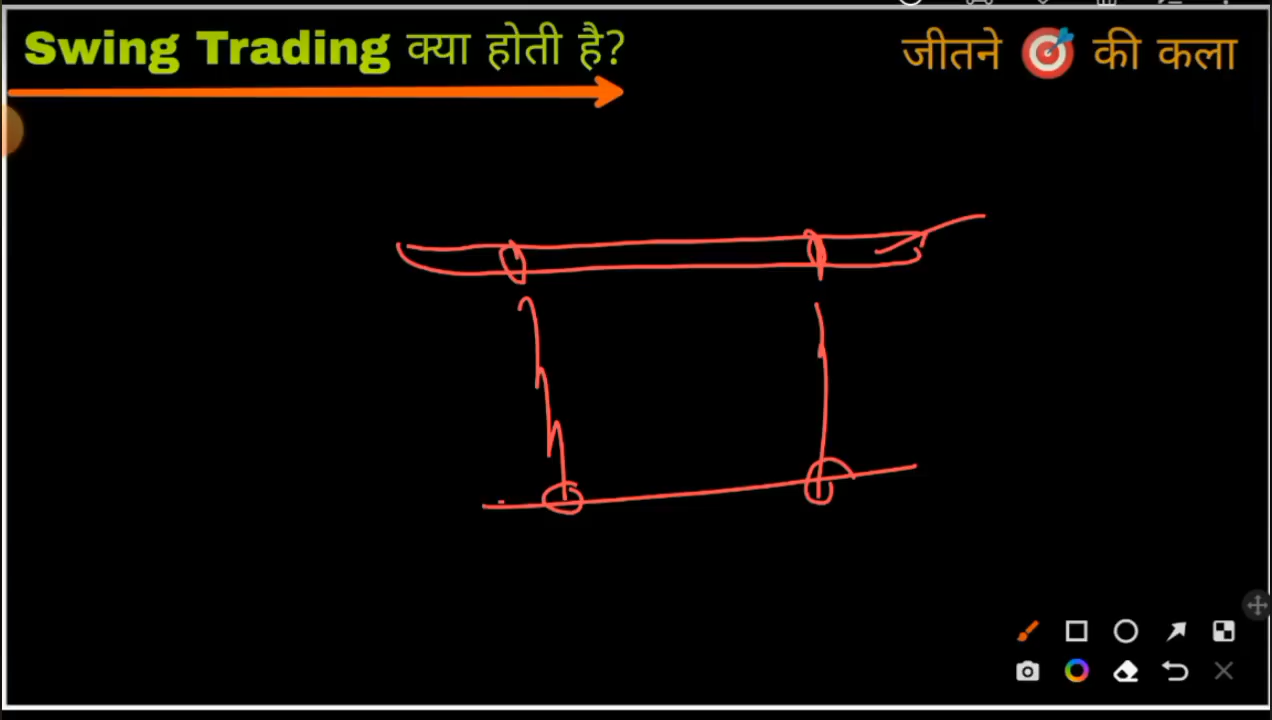 Swing Trading क्या होती है?
जीतने 🎯 की कला